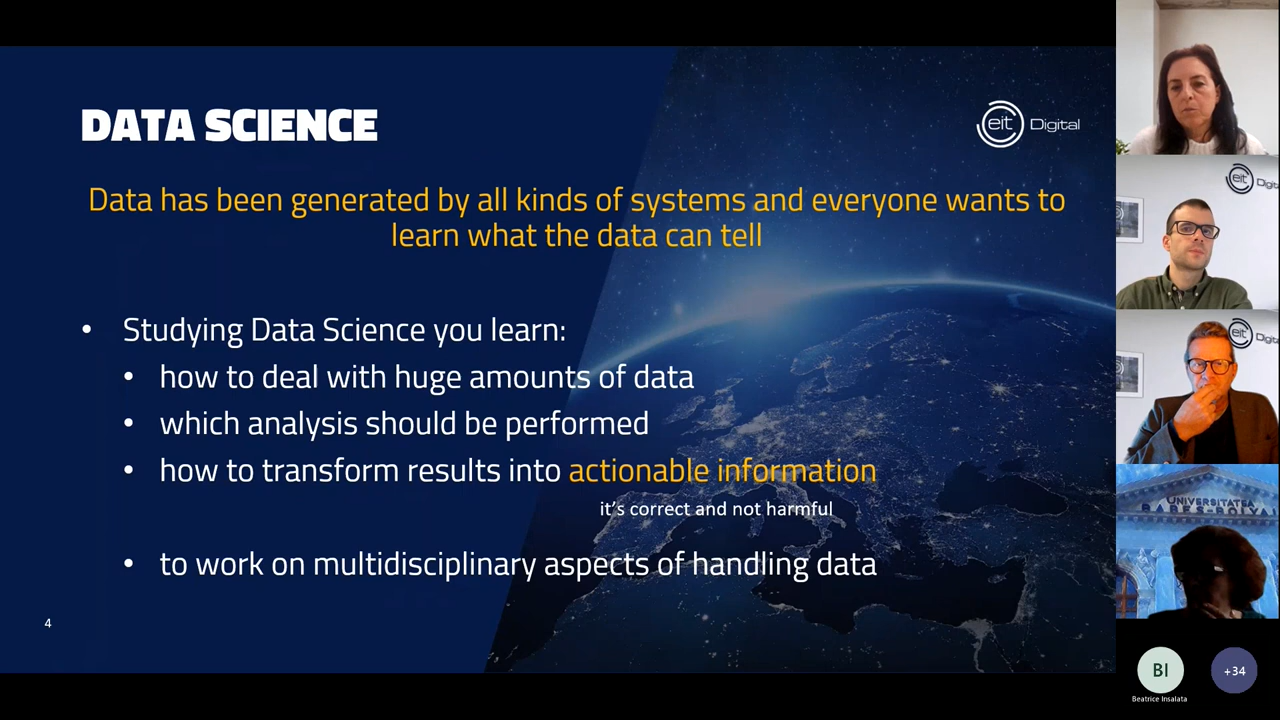 DATA SCIENCE
eit Digital
Data has been generated by all kinds of systems and everyone wants to
learn what the data can tell
• Studying Data Science you learn:
• how to deal with huge amounts of data
• which analysis should be performed
• how to transform results into actionable information
it's correct and not harmful
• to work on multidisciplinary aspects of handling data
4
eit
eit
UNIVERSITATEA
BI
+34
Beatrice Insalata